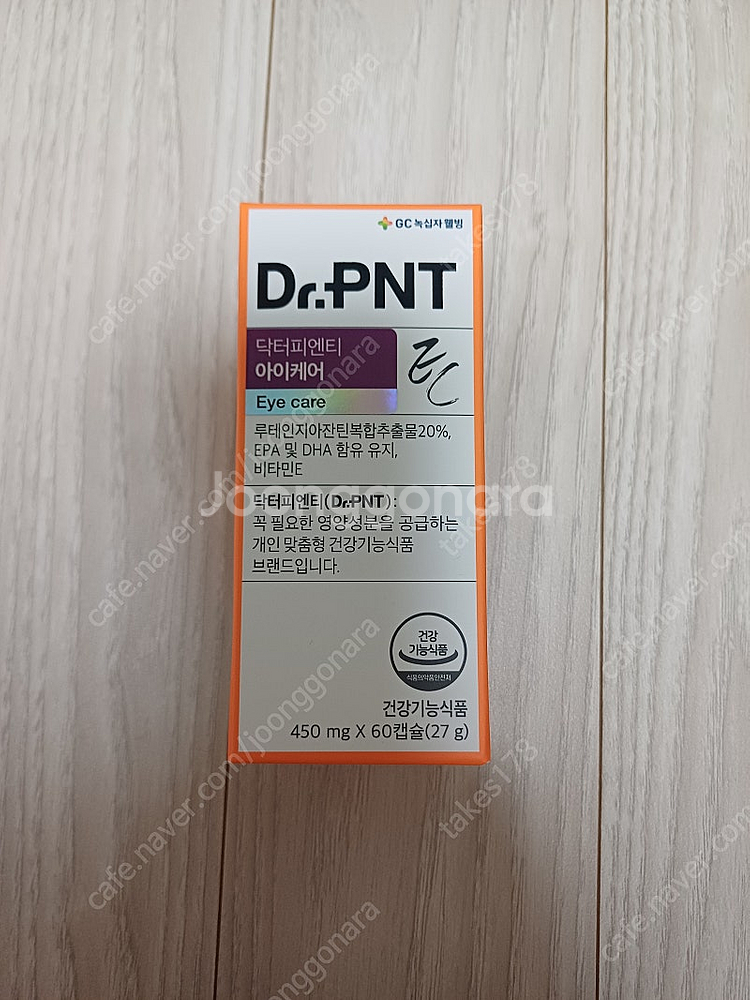 GC 녹십자 웰빙
Dr.PNT
닥터피엔티
아이케어
EC
Eye care
루테인지아잔틴복합추출물20%,
EPA 및 DHA 함유 유지,
비타민E
Joonggonara
닥터피엔티(Dr.PNT):
꼭 필요한 영양성분을 공급하는
개인 맞춤형 건강기능식품
브랜드입니다.
건강
기능식품
식품의약품안전처
건강기능식품
450 mg X 60캡슐(27 g)
cafe.naver.com/joonggonara
takes178